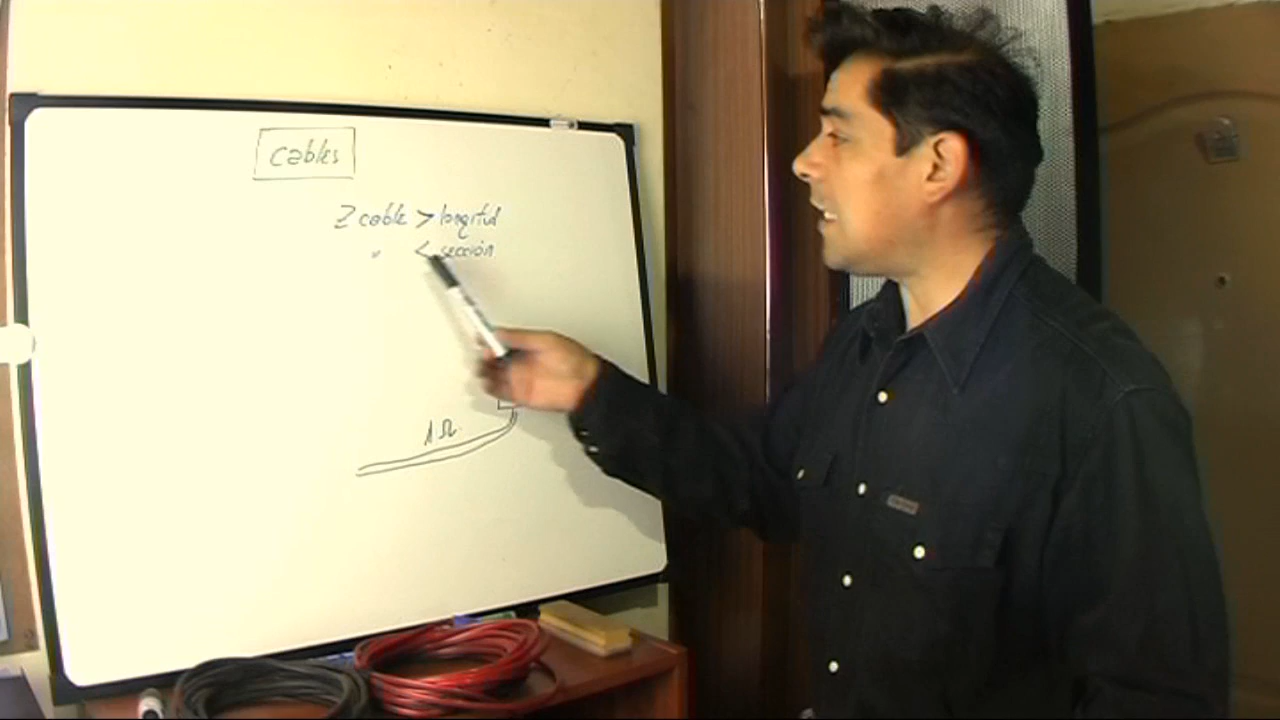 cables
Z cable > longitud
" < sección
1 Ω